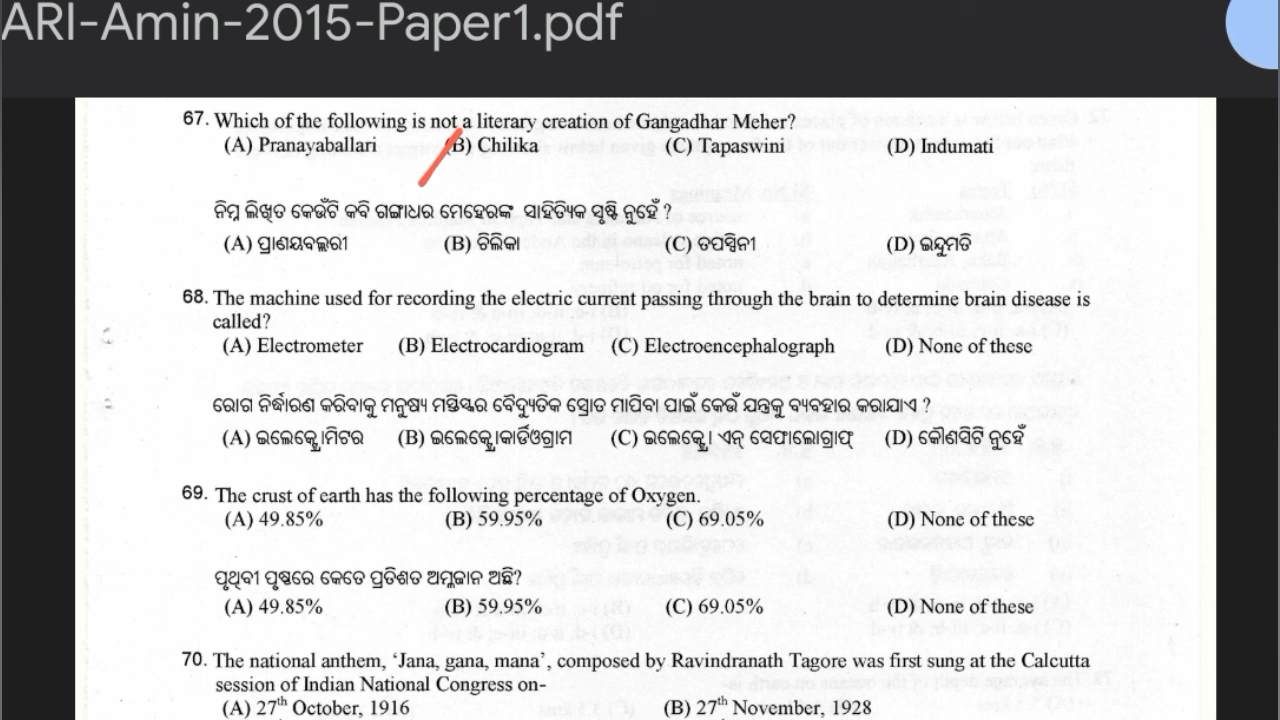 ARI-Amin-2015-Paper1.pdf
67. Which of the following is not a literary creation of Gangadhar Meher?
(A) Pranayaballari (B) Chilika (C) Tapaswini (D) Indumati
ନିମ୍ନ ଲିଖିତ କେଉଁଟି କବି ଗଙ୍ଗାଧର ମେହେରଙ୍କ ସାହିତ୍ୟିକ ସୃଷ୍ଟି ନୁହେଁ ?
(A) ପ୍ରାଣୟବଲ୍ଲରୀ (B) ଚିଲିକା (C) ତପସ୍ୱିନୀ (D) ଇନ୍ଦୁମତି
68. The machine used for recording the electric current passing through the brain to determine brain disease is
called?
(A) Electrometer (B) Electrocardiogram (C) Electroencephalograph (D) None of these
ରୋଗ ନିର୍ଦ୍ଧାରଣ କରିବାକୁ ମନୁଷ୍ୟ ମସ୍ତିସ୍କର ବୈଦ୍ୟୁତିକ ସ୍ରୋତ ମାପିବା ପାଇଁ କେଉଁ ଯନ୍ତ୍ରକୁ ବ୍ୟବହାର କରାଯାଏ ?
(A) ଇଲେକ୍ଟ୍ରୋମିଟର (B) ଇଲେକ୍ଟ୍ରୋକାର୍ଡିଓଗ୍ରାମ (C) ଇଲେକ୍ଟ୍ରୋ ଏନ୍ ସେଫାଲୋଗ୍ରାଫ୍ (D) କୌଣସିଟି ନୁହେଁ
69. The crust of earth has the following percentage of Oxygen.
(A) 49.85% (B) 59.95% (C) 69.05% (D) None of these
ପୃଥିବୀ ପୃଷ୍ଠରେ କେତେ ପ୍ରତିଶତ ଅମ୍ଳଜାନ ଅଛି?
(A) 49.85% (B) 59.95% (C) 69.05% (D) None of these
70. The national anthem, ‘Jana, gana, mana’, composed by Ravindranath Tagore was first sung at the Calcutta
session of Indian National Congress on-
(A) 27th October, 1916 (B) 27th November, 1928